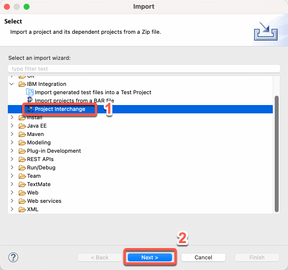 Import
Select
Import a project and its dependent projects from a Zip file.
Select an import wizard:
type filter text
Git
IBM Integration
Import generated test files into a Test Project
Import projects from a BAR file
Project Interchange
1
Install
Java EE
Maven
Modeling
Plug-in Development
REST APIs
Run/Debug
Team
TextMate
Web
Web services
XML
2
?
< Back
Next >
Cancel
Finish